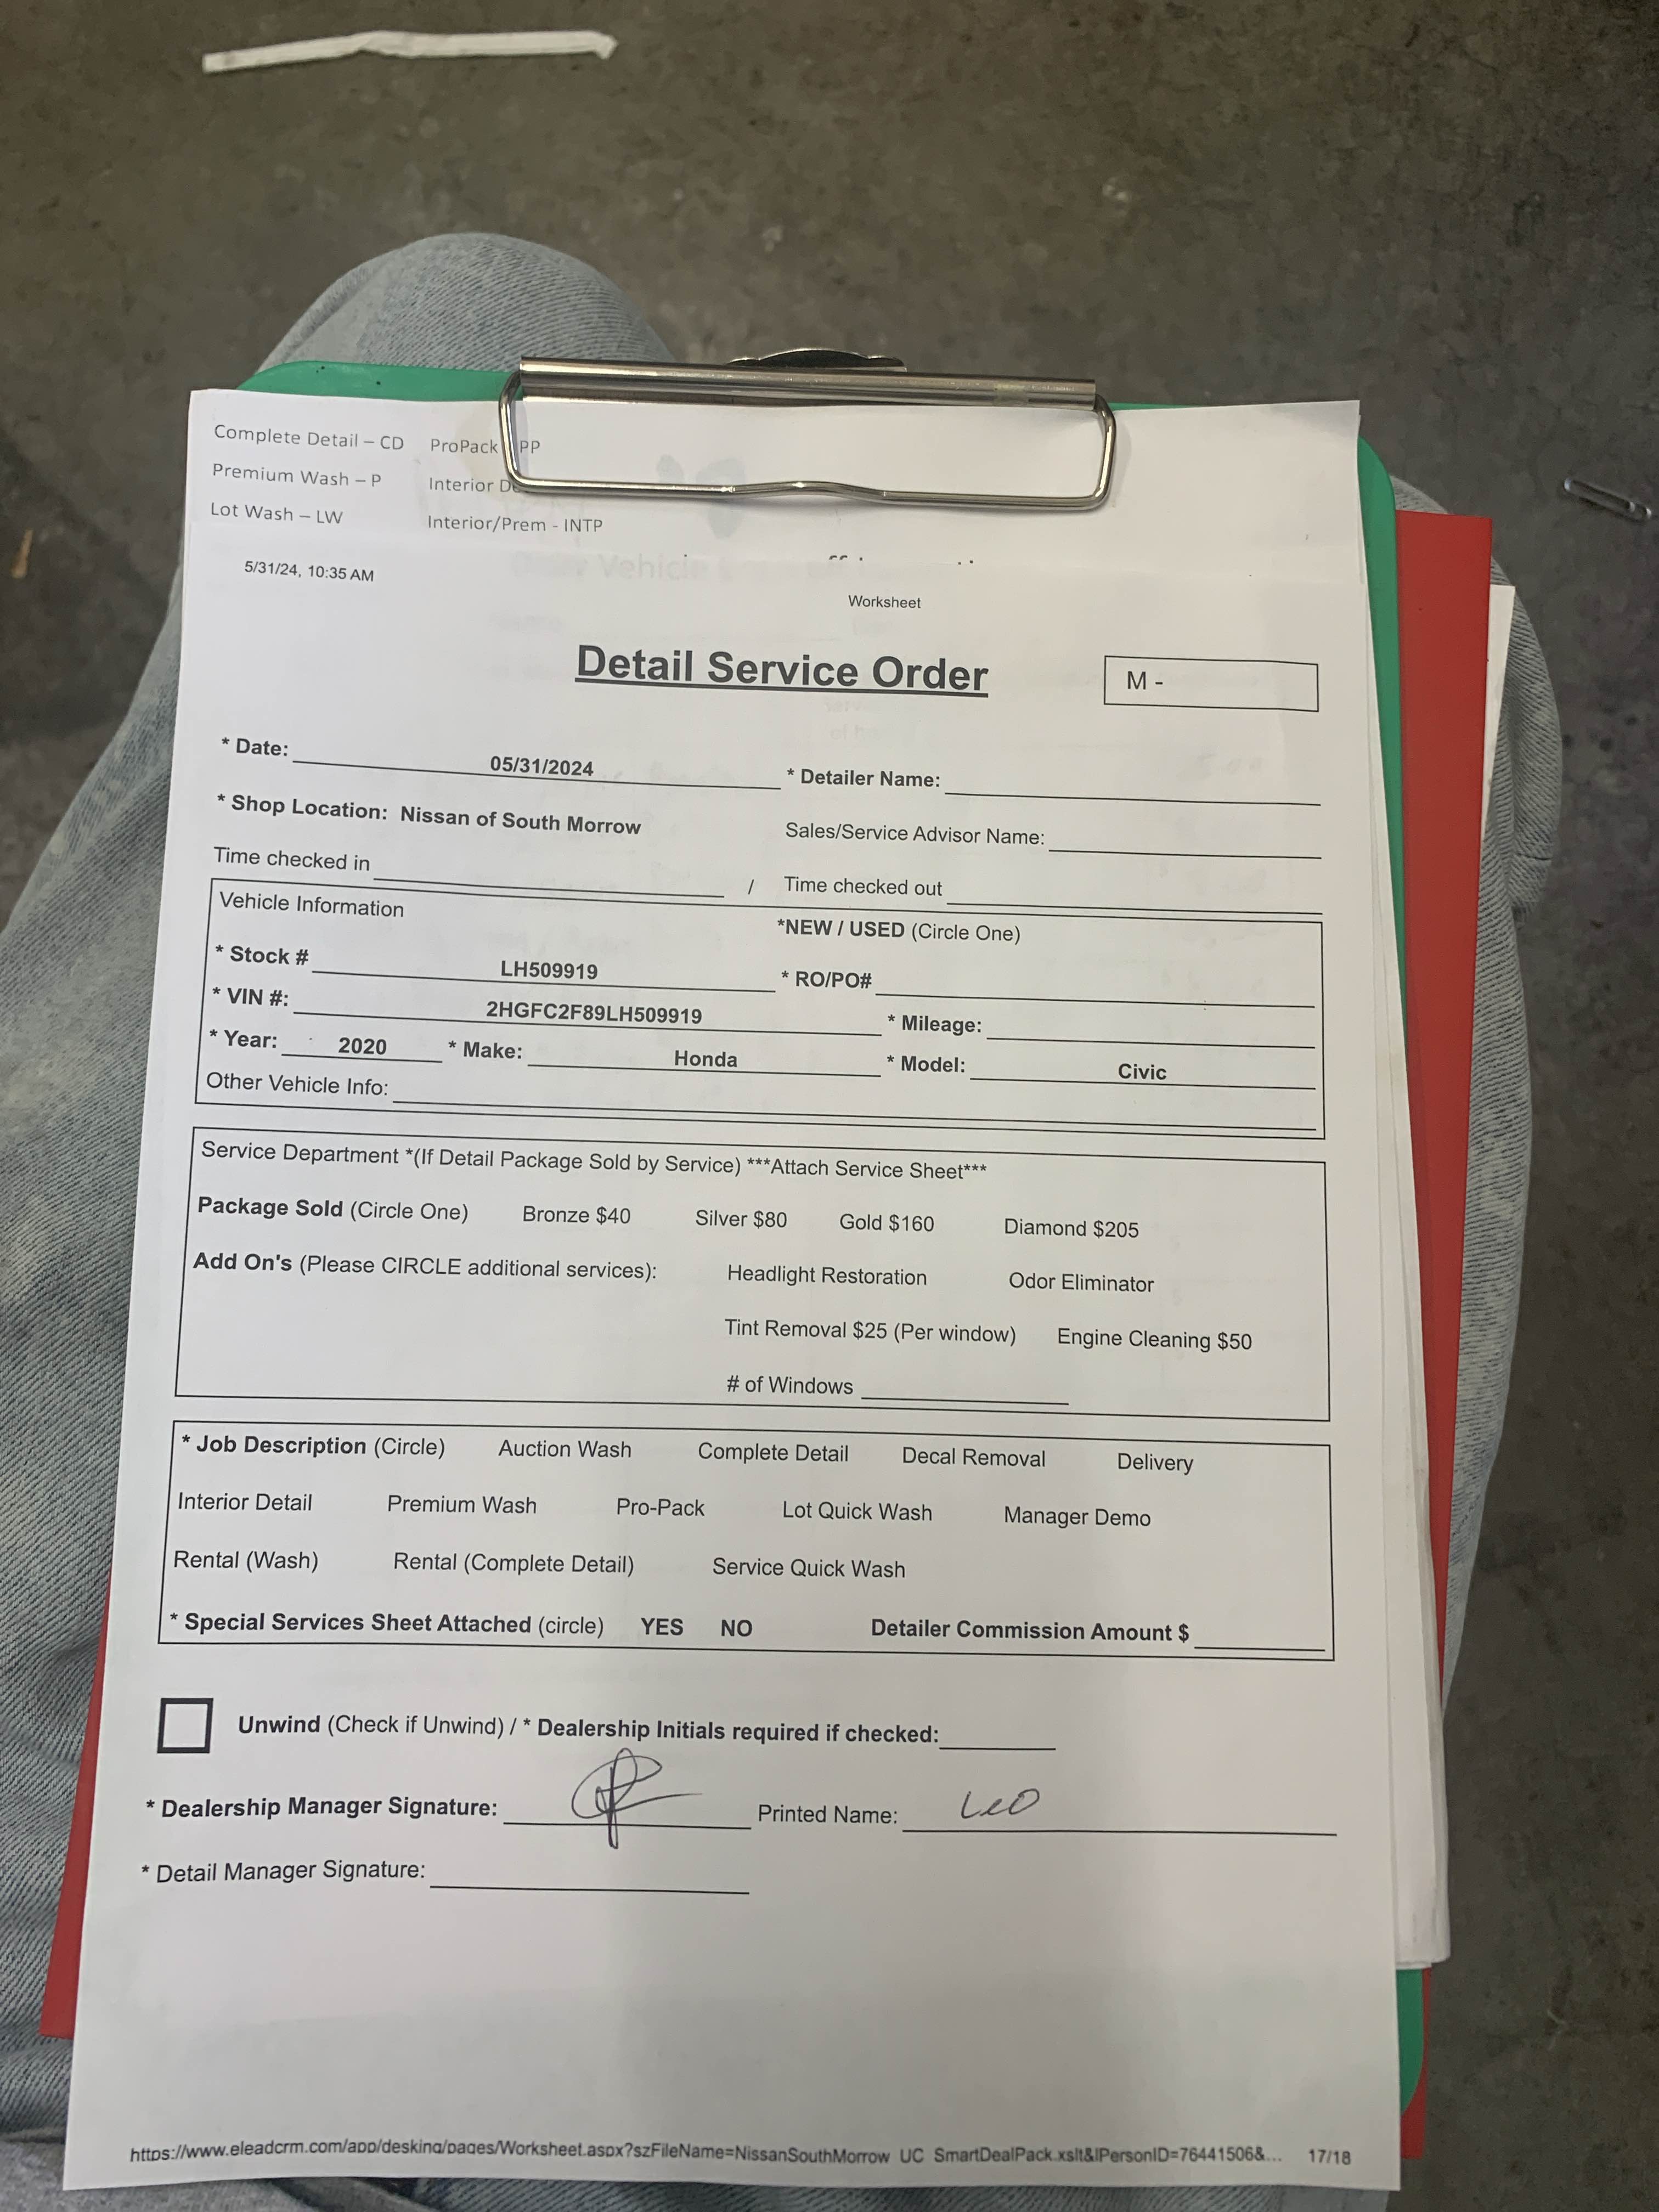 Complete Detail – CD ProPack PP
Premium Wash – P Interior
Lot Wash – LW Interior/Prem - INTP
5/31/24, 10:35 AM
Worksheet
Detail Service Order
M -
* Date: 05/31/2024 * Detailer Name:
* Shop Location: Nissan of South Morrow Sales/Service Advisor Name:
Time checked in / Time checked out
Vehicle Information *NEW / USED (Circle One)
* Stock # LH509919 * RO/PO#
* VIN #: 2HGFC2F89LH509919 * Mileage:
* Year: 2020 * Make: Honda * Model: Civic
Other Vehicle Info:
Service Department *(If Detail Package Sold by Service) ***Attach Service Sheet***
Package Sold (Circle One) Bronze $40 Silver $80 Gold $160 Diamond $205
Add On's (Please CIRCLE additional services): Headlight Restoration Odor Eliminator
Tint Removal $25 (Per window) Engine Cleaning $50
# of Windows
* Job Description (Circle) Auction Wash Complete Detail Decal Removal Delivery
Interior Detail Premium Wash Pro-Pack Lot Quick Wash Manager Demo
Rental (Wash) Rental (Complete Detail) Service Quick Wash
* Special Services Sheet Attached (circle) YES NO Detailer Commission Amount $
Unwind (Check if Unwind) / * Dealership Initials required if checked:
* Dealership Manager Signature: Printed Name: Leo
* Detail Manager Signature:
https://www.eleadcrm.com/app/desking/pages/Worksheet.aspx?szFileName=NissanSouthMorrow_UC_SmartDealPack.xslt&lPersonID=76441506&... 17/18